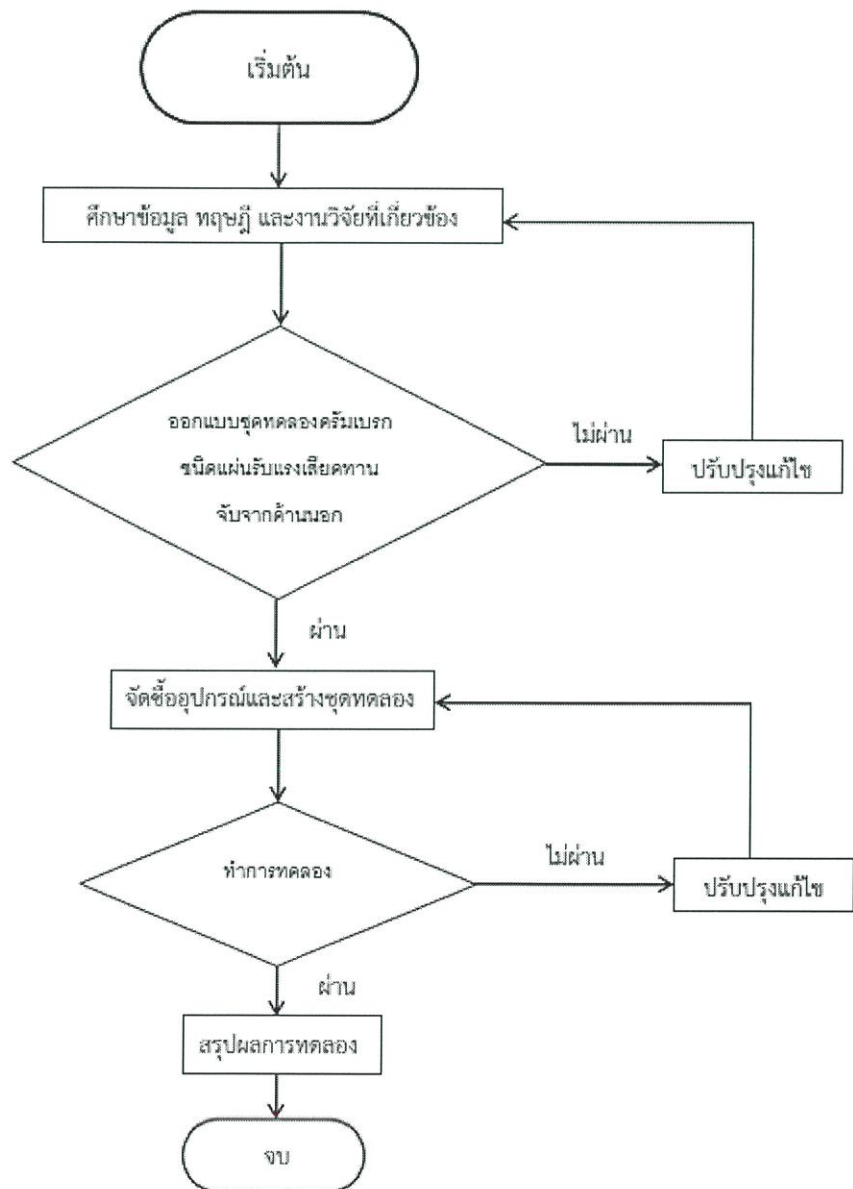 เริ่มต้น
ศึกษาข้อมูล ทฤษฎี และงานวิจัยที่เกี่ยวข้อง
ออกแบบชุดทดลองดรัมเบรก
ชนิดแผ่นรับแรงเสียดทาน
จับจากด้านนอก
ไม่ผ่าน
ปรับปรุงแก้ไข
ผ่าน
จัดซื้ออุปกรณ์และสร้างชุดทดลอง
ทำการทดลอง
ไม่ผ่าน
ปรับปรุงแก้ไข
ผ่าน
สรุปผลการทดลอง
จบ